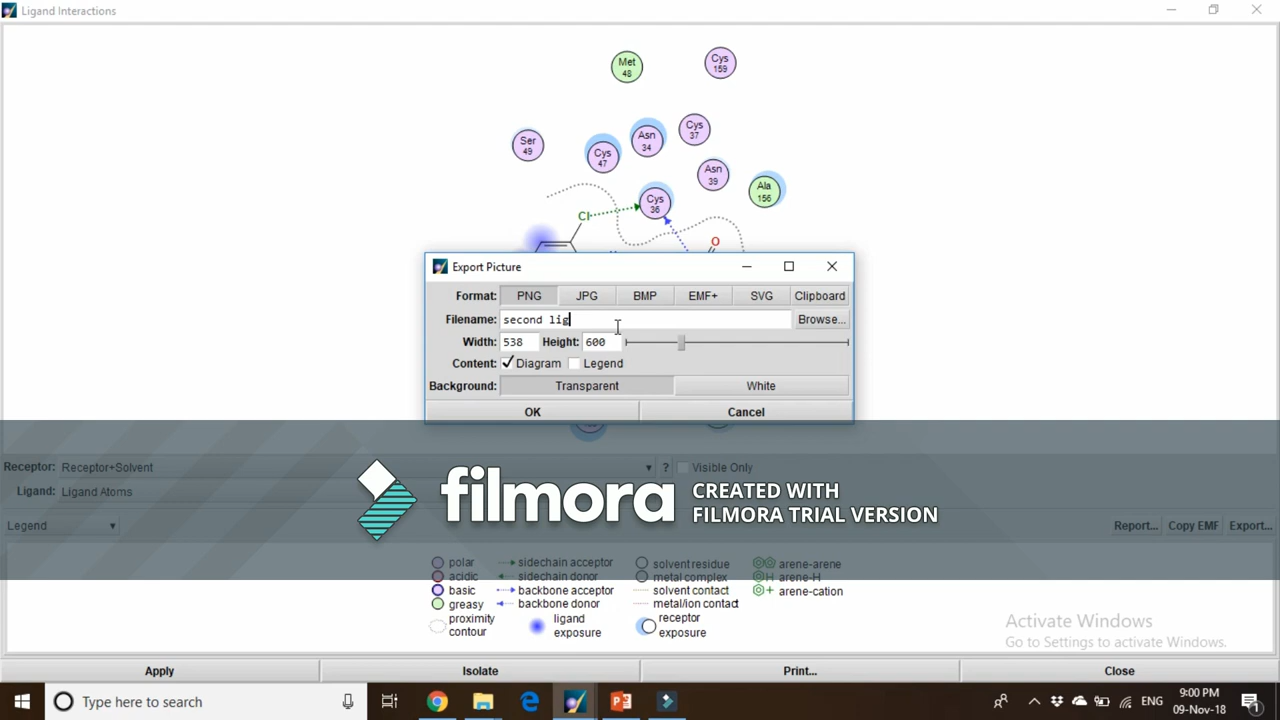 Ligand Interactions
Met
48
Cys
159
Ser
49
Cys
47
Asn
34
Cys
37
Asn
39
Ala
156
Cys
36
Cl
O
Export Picture
Format: PNG JPG BMP EMF+ SVG Clipboard
Filename: second lig Browse...
Width: 538 Height: 600
Content: Diagram Legend
Background: Transparent White
OK Cancel
Receptor: Receptor+Solvent ? Visible Only
Ligand: Ligand Atoms
filmora CREATED WITH
FILMORA TRIAL VERSION
Legend Report... Copy EMF Export...
polar sidechain acceptor solvent residue arene-arene
acidic sidechain donor metal complex arene-H
basic backbone acceptor solvent contact arene-cation
greasy backbone donor metal/ion contact
proximity
contour
ligand
exposure
receptor
exposure
Activate Windows
Go to Settings to activate Windows.
Apply Isolate Print... Close
Type here to search
ENG
9:00 PM
09-Nov-18
1